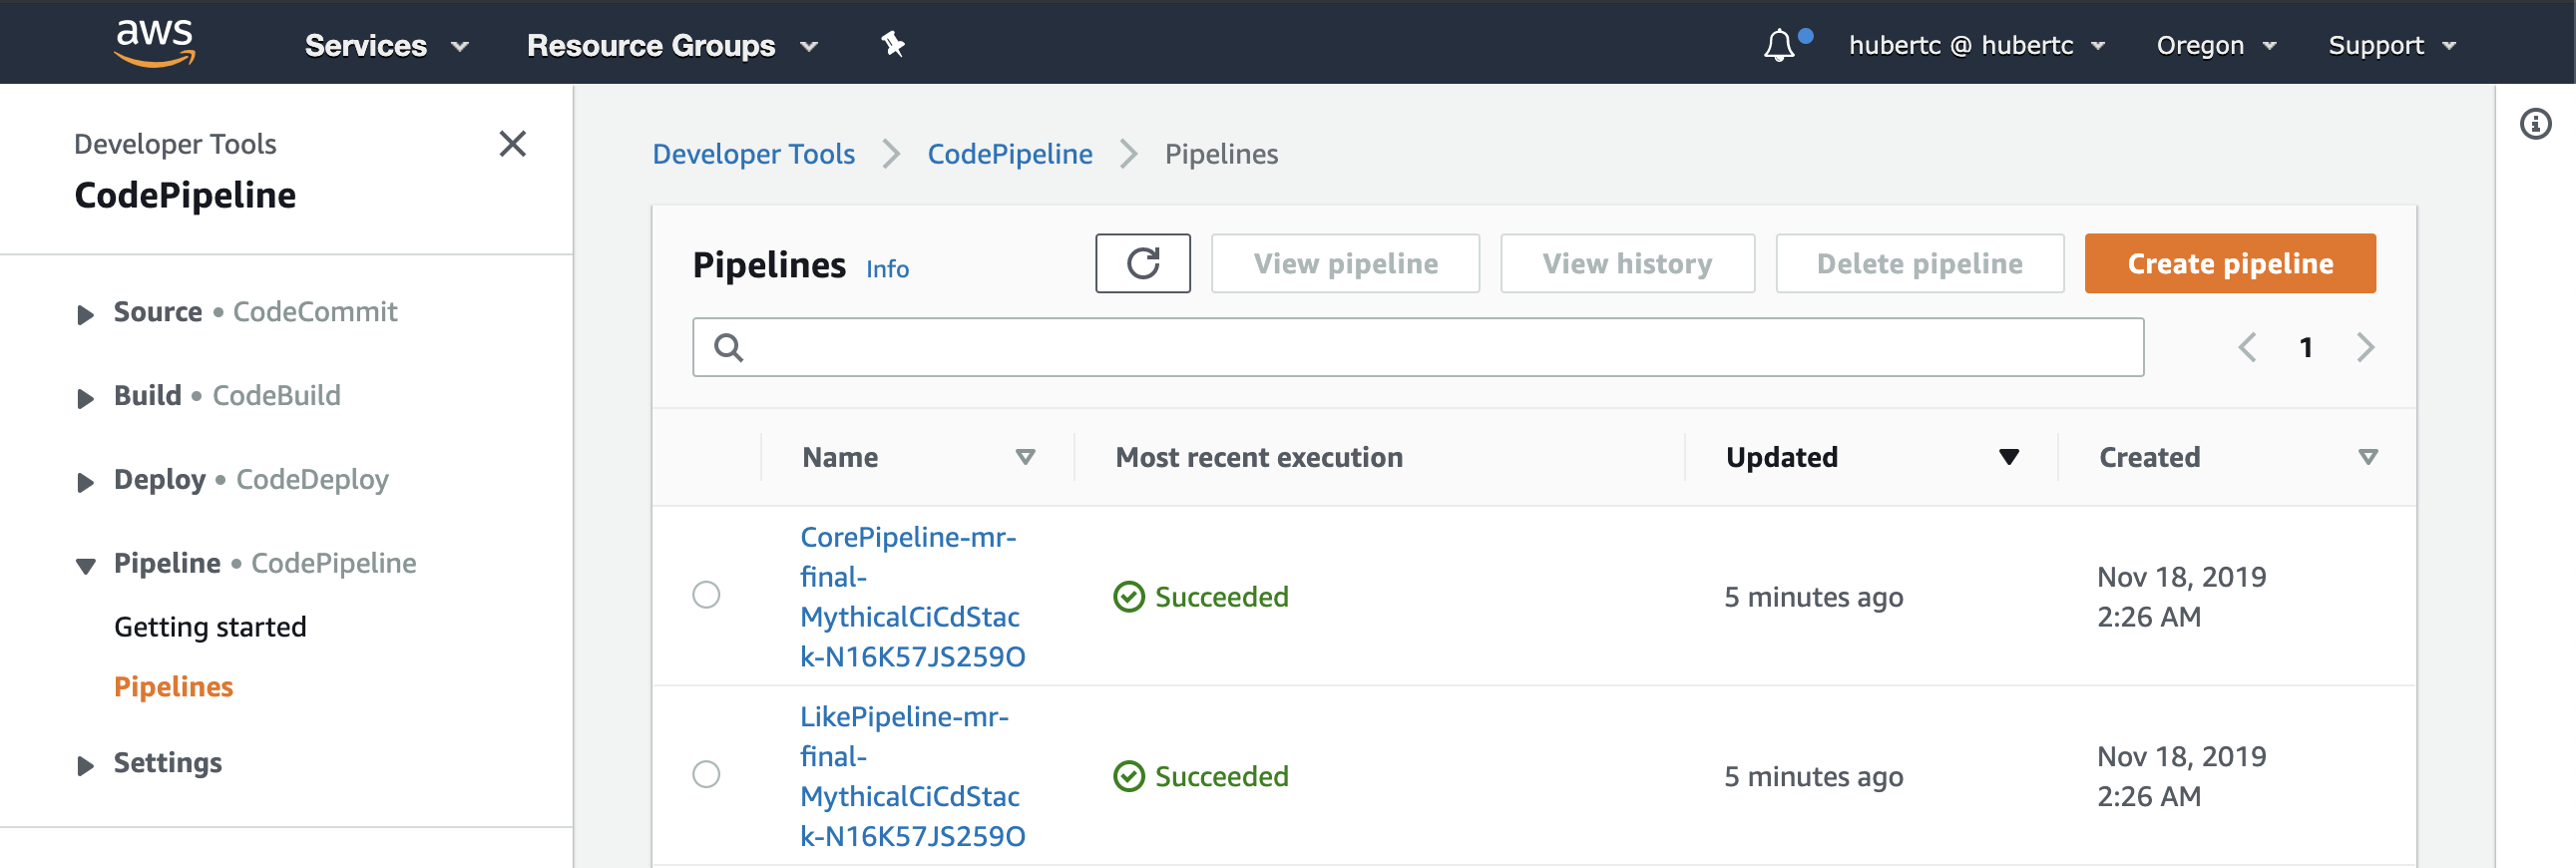 aws Services Resource Groups hubertc @ hubertc Oregon Support
Developer Tools
CodePipeline
Source • CodeCommit
Build • CodeBuild
Deploy • CodeDeploy
Pipeline • CodePipeline
Getting started
Pipelines
Settings
Developer Tools > CodePipeline > Pipelines
Pipelines Info View pipeline View history Delete pipeline Create pipeline
1
Name Most recent execution Updated Created
CorePipeline-mr-
final-
MythicalCiCdStac
k-N16K57JS259O
Succeeded
5 minutes ago
Nov 18, 2019
2:26 AM
LikePipeline-mr-
final-
MythicalCiCdStac
k-N16K57JS259O
Succeeded
5 minutes ago
Nov 18, 2019
2:26 AM